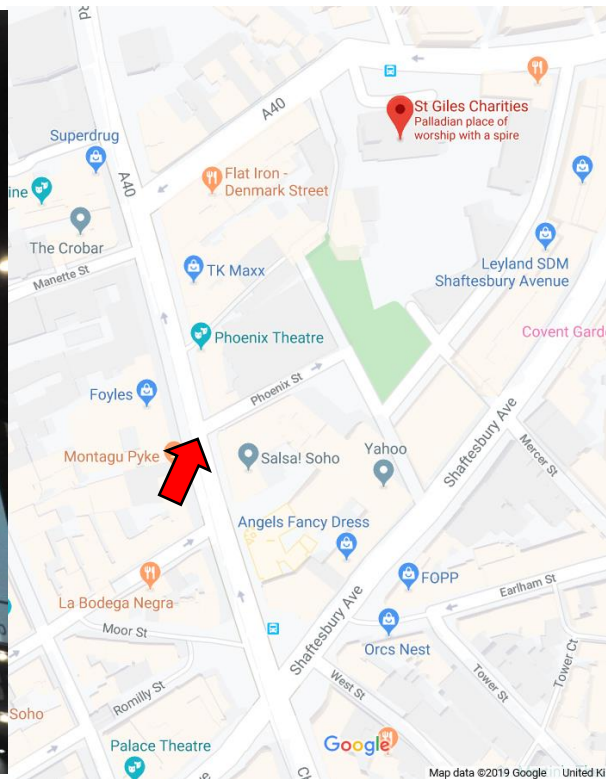 Rd
St Giles Charities
Palladian place of
worship with a spire
A40
Superdrug
A40
Flat Iron -
Denmark Street
ine
The Crobar
Manette St
TK Maxx
Leyland SDM
Shaftesbury Avenue
Phoenix Theatre
Covent Gard
Phoenix St
Foyles
Montagu Pyke
Salsa! Soho
Yahoo
Shaftesbury Ave
Mercer St
Angels Fancy Dress
FOPP
Earlham St
La Bodega Negra
Moor St
Shaftesbury Ave
Orcs Nest
Tower Ct
Tower St
West St
Romilly St
Soho
Palace Theatre
Google
Map data ©2019 Google
United Ki